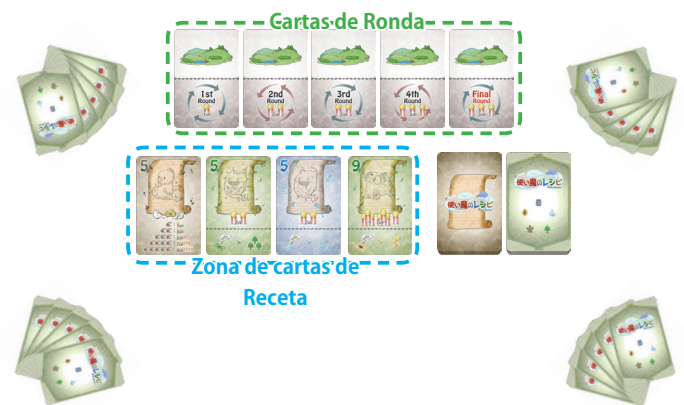 Cartas de Ronda
1st
Round
2nd
Round
3rd
Round
4th
Round
Final
Round
5 5 5 9
使い魔のレシピ
使い魔のレシピ
Zona de cartas de
Receta